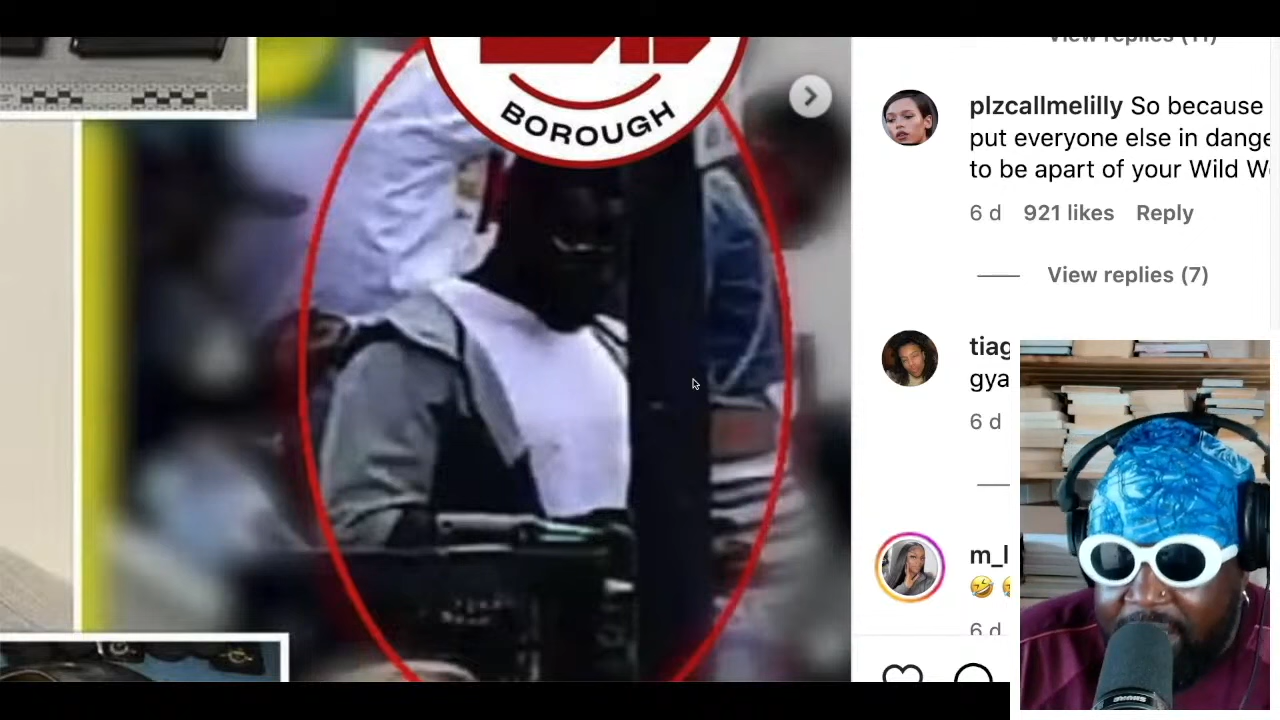 BOROUGH
View replies (11)
plzcallmelilly So because
put everyone else in dange
to be apart of your Wild W
6 d 921 likes Reply
View replies (7)
tiag
gya
6 d
m_l
6 d